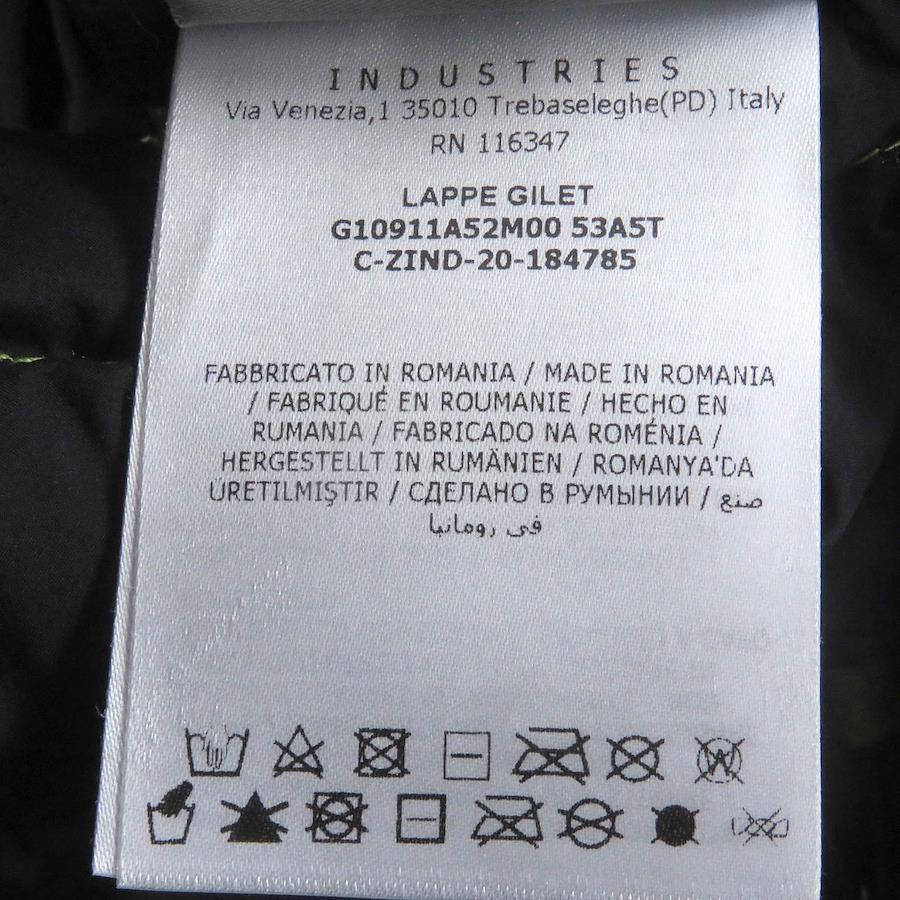 INDUSTRIES
Via Venezia,1 35010 Trebaseleghe(PD) Italy
RN 116347
LAPPE GILET
G10911A52M00 53A5T
C-ZIND-20-184785
FABBRICATO IN ROMANIA / MADE IN ROMANIA
/ FABRIQUÉ EN ROUMANIE / HECHO EN
RUMANIA / FABRICADO NA ROMÉNIA /
HERGESTELLT IN RUMÄNIEN / ROMANYA'DA
ÜRETILMIŞTIR / СДЕЛАНО В РУМЫНИИ / صنع
في رومانيا
W